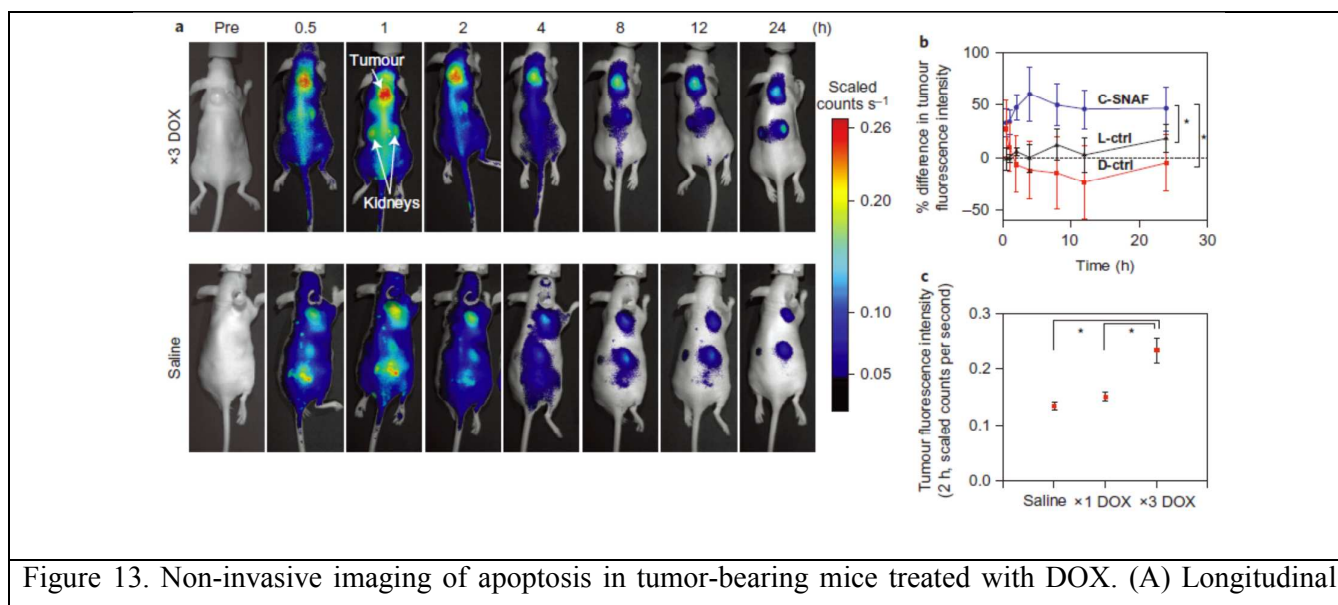 a Pre 0.5 1 2 4 8 12 24 (h)
Tumour
Kidneys
×3 DOX
Saline
Scaled
counts s⁻¹
0.26
0.20
0.10
0.05
b
% difference in tumour
fluorescence intensity
100
50
0
−50
C-SNAF
L-ctrl
D-ctrl
*
*
0 10 20 30
Time (h)
c
Tumour fluorescence intensity
(2 h, scaled counts per second)
0.3
0.2
0.1
0.0
* *
Saline ×1 DOX ×3 DOX
Figure 13. Non-invasive imaging of apoptosis in tumor-bearing mice treated with DOX. (A) Longitudinal